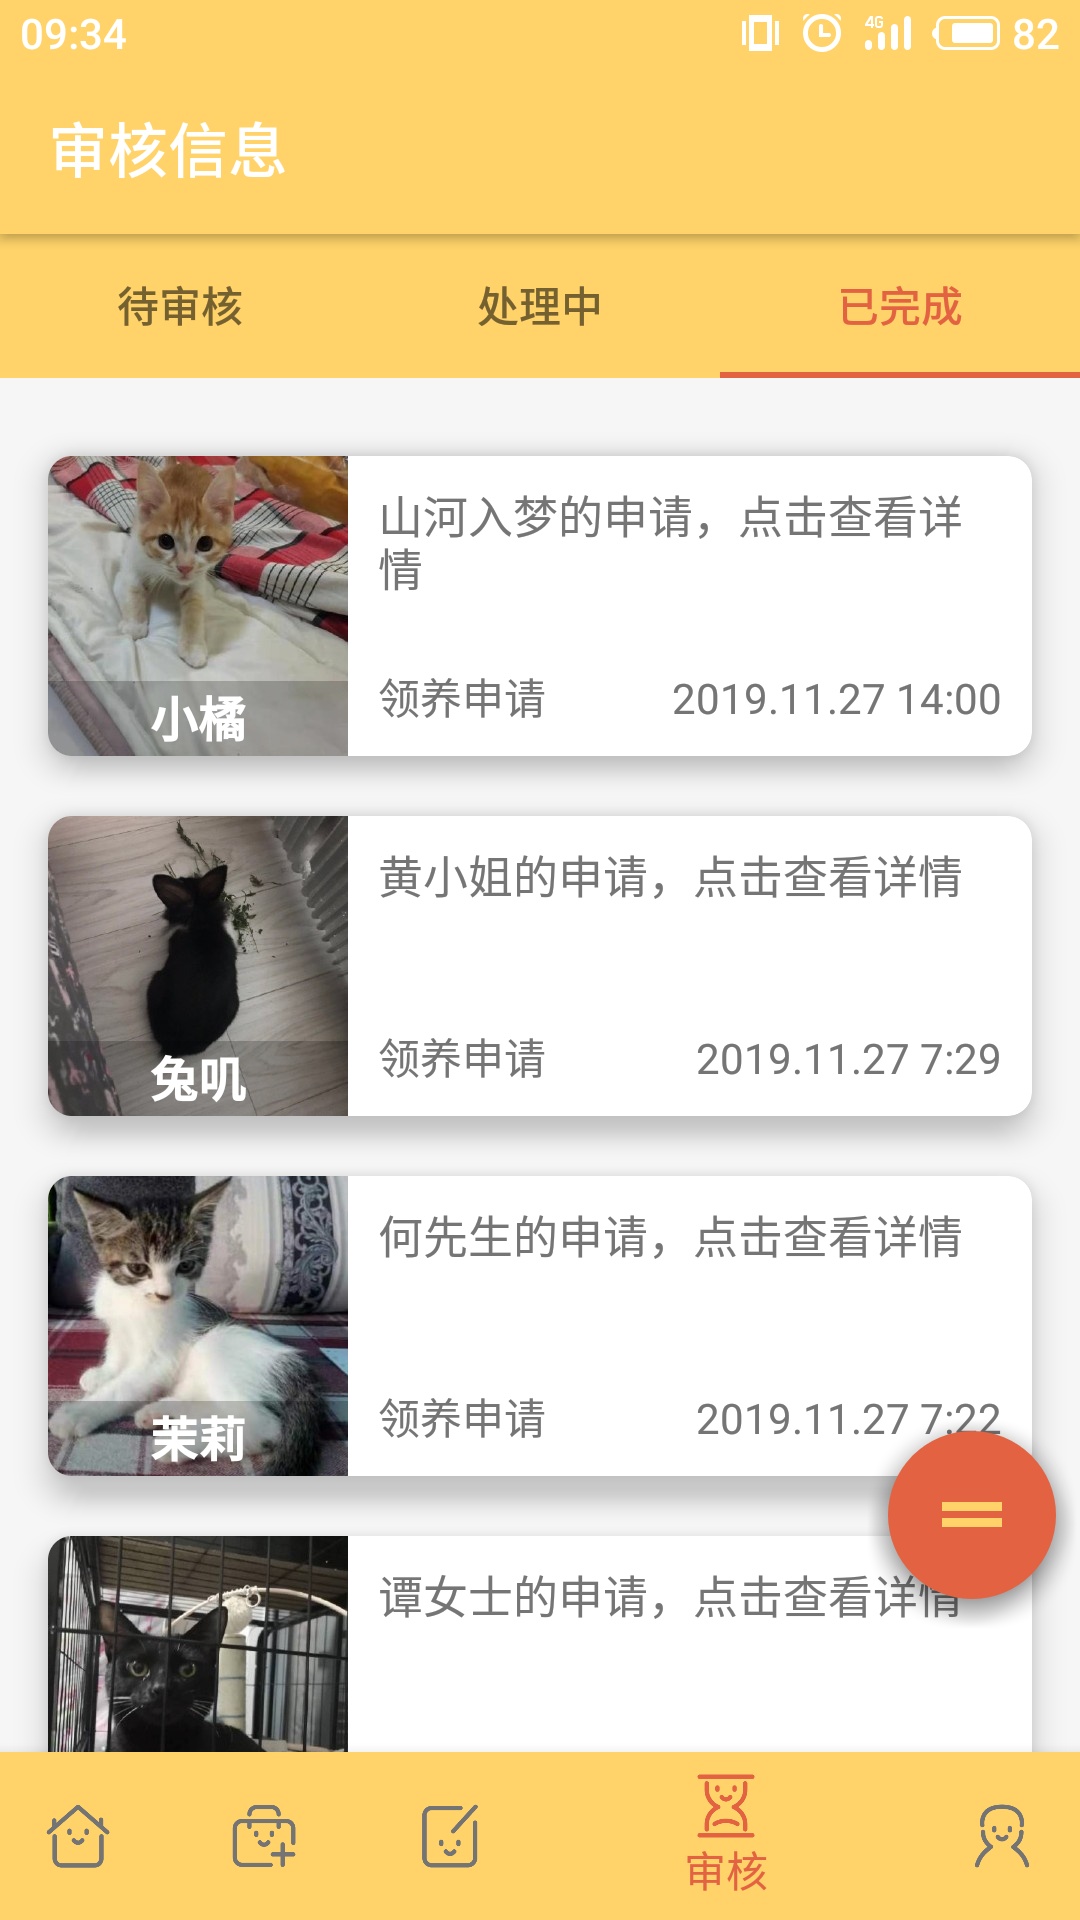 09:34
4G
82
审核信息
待审核
处理中
已完成
山河入梦的申请，点击查看详
情
小橘
领养申请
2019.11.27 14:00
黄小姐的申请，点击查看详情
兔叽
领养申请
2019.11.27 7:29
何先生的申请，点击查看详情
茉莉
领养申请
2019.11.27 7:22
谭女士的申请，点击查看详情
审核